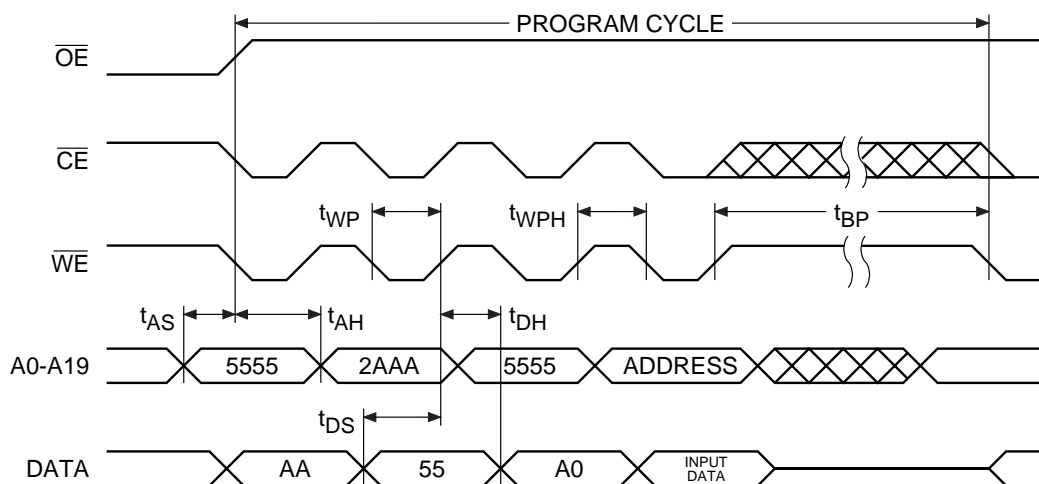 PROGRAM CYCLE
OE
CE
tWP tWPH tBP
WE
tAS tAH tDH
A0-A19 5555 2AAA 5555 ADDRESS
tDS
DATA AA 55 A0 INPUT DATA